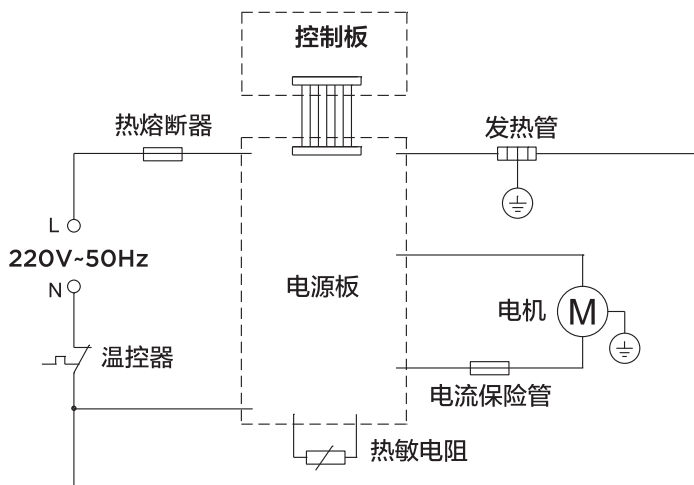 控制板
热熔断器
发热管
L
220V~50Hz
N
电源板
电机
M
温控器
电流保险管
热敏电阻